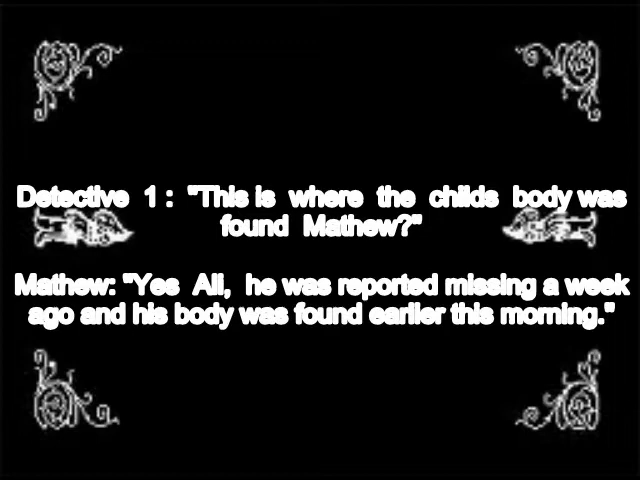 Detective 1 : "This is where the childs body was
found Mathew?"
Mathew: "Yes Ali, he was reported missing a week
ago and his body was found earlier this morning."